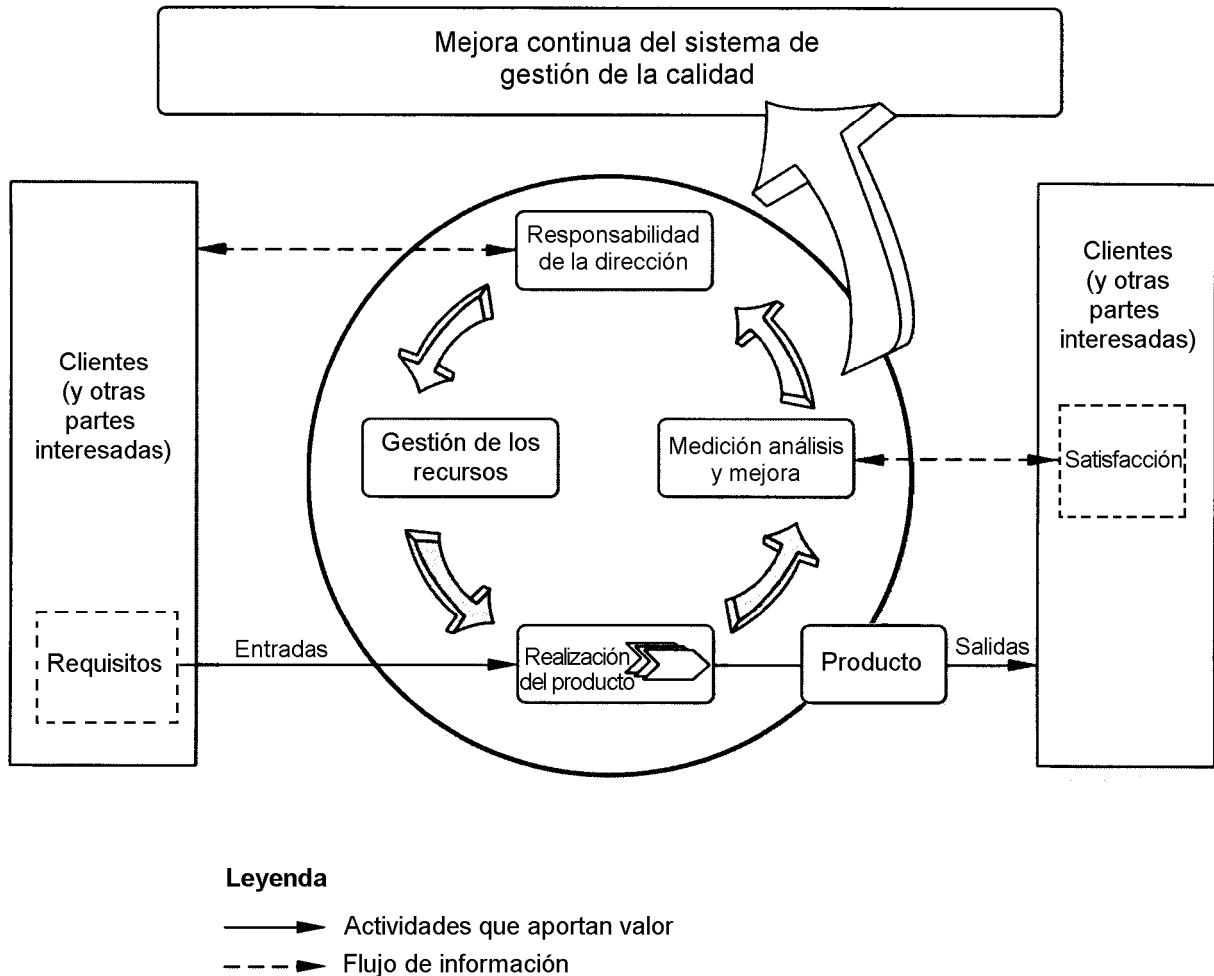 Mejora continua del sistema de
gestión de la calidad
Responsabilidad
de la dirección
Clientes
(y otras
partes
interesadas)
Clientes
(y otras
partes
interesadas)
Gestión de los
recursos
Medición análisis
y mejora
Satisfacción
Requisitos
Entradas
Realización
del producto
Producto
Salidas
Leyenda
Actividades que aportan valor
Flujo de información